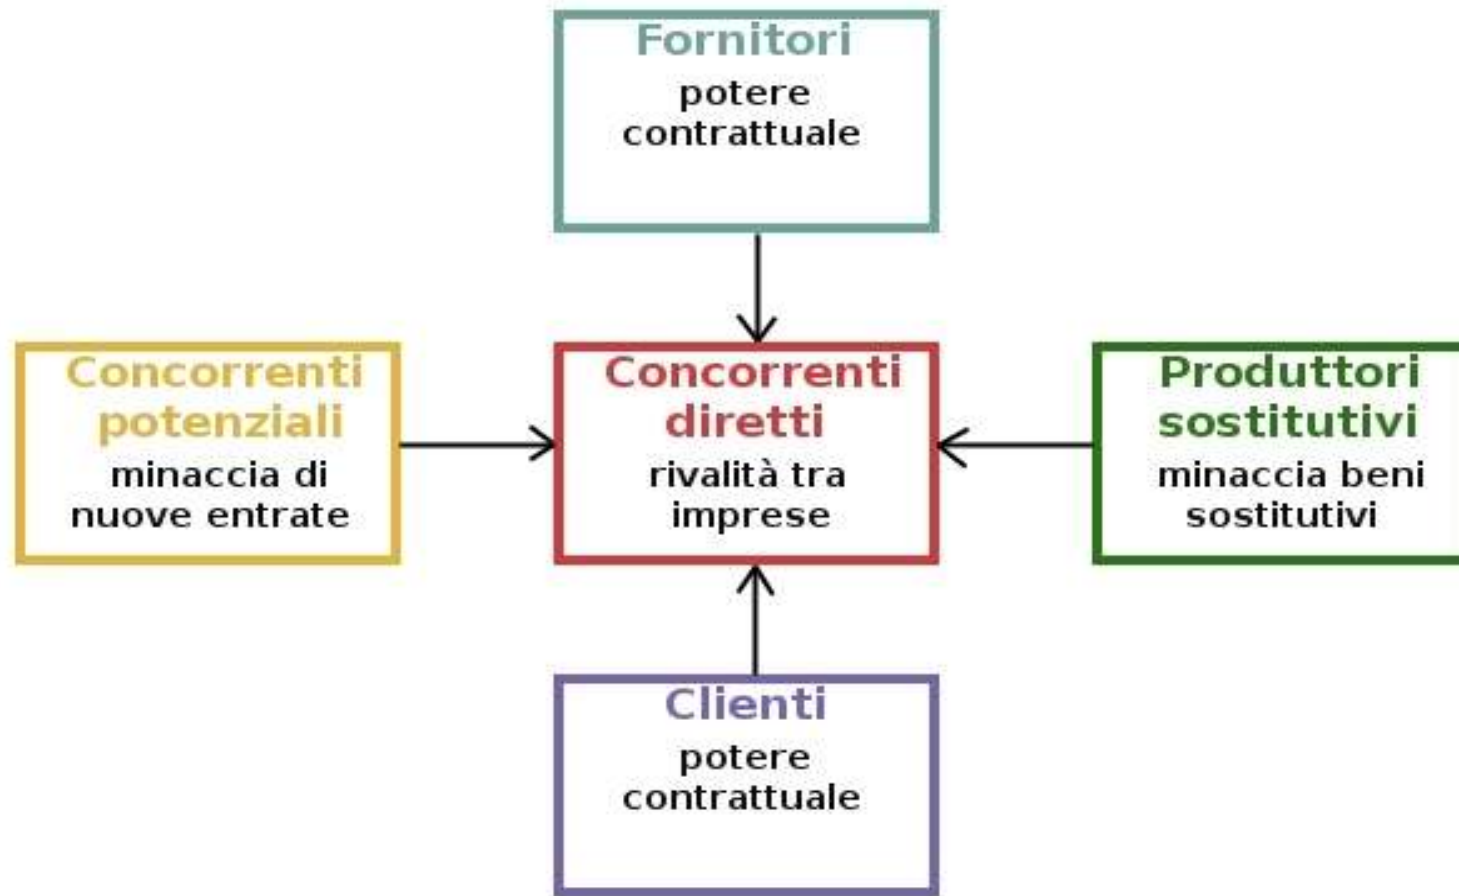 Fornitori
potere
contrattuale
Concorrenti
potenziali
minaccia di
nuove entrate
Concorrenti
diretti
rivalità tra
imprese
Produttori
sostitutivi
minaccia beni
sostitutivi
Clienti
potere
contrattuale